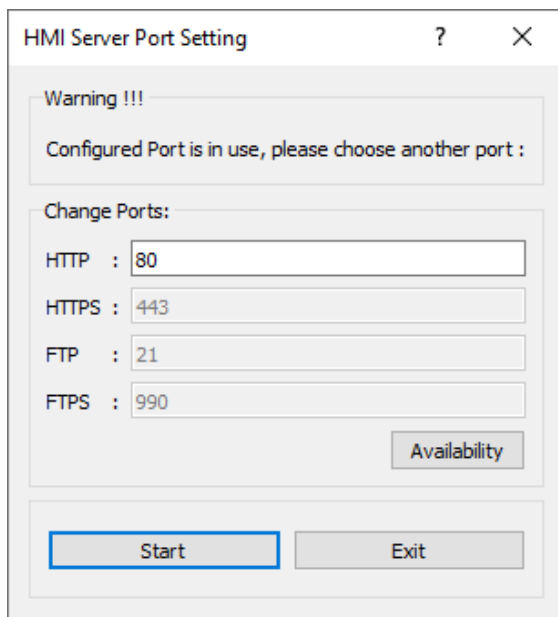 HMI Server Port Setting ?
Warning !!!
Configured Port is in use, please choose another port :
Change Ports:
HTTP : 80
HTTPS : 443
FTP : 21
FTPS : 990
Availability
Start Exit